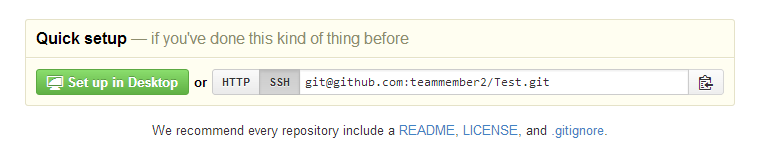 Quick setup — if you've done this kind of thing before
Set up in Desktop or HTTP SSH git@github.com:teammember2/Test.git
We recommend every repository include a README, LICENSE, and .gitignore.